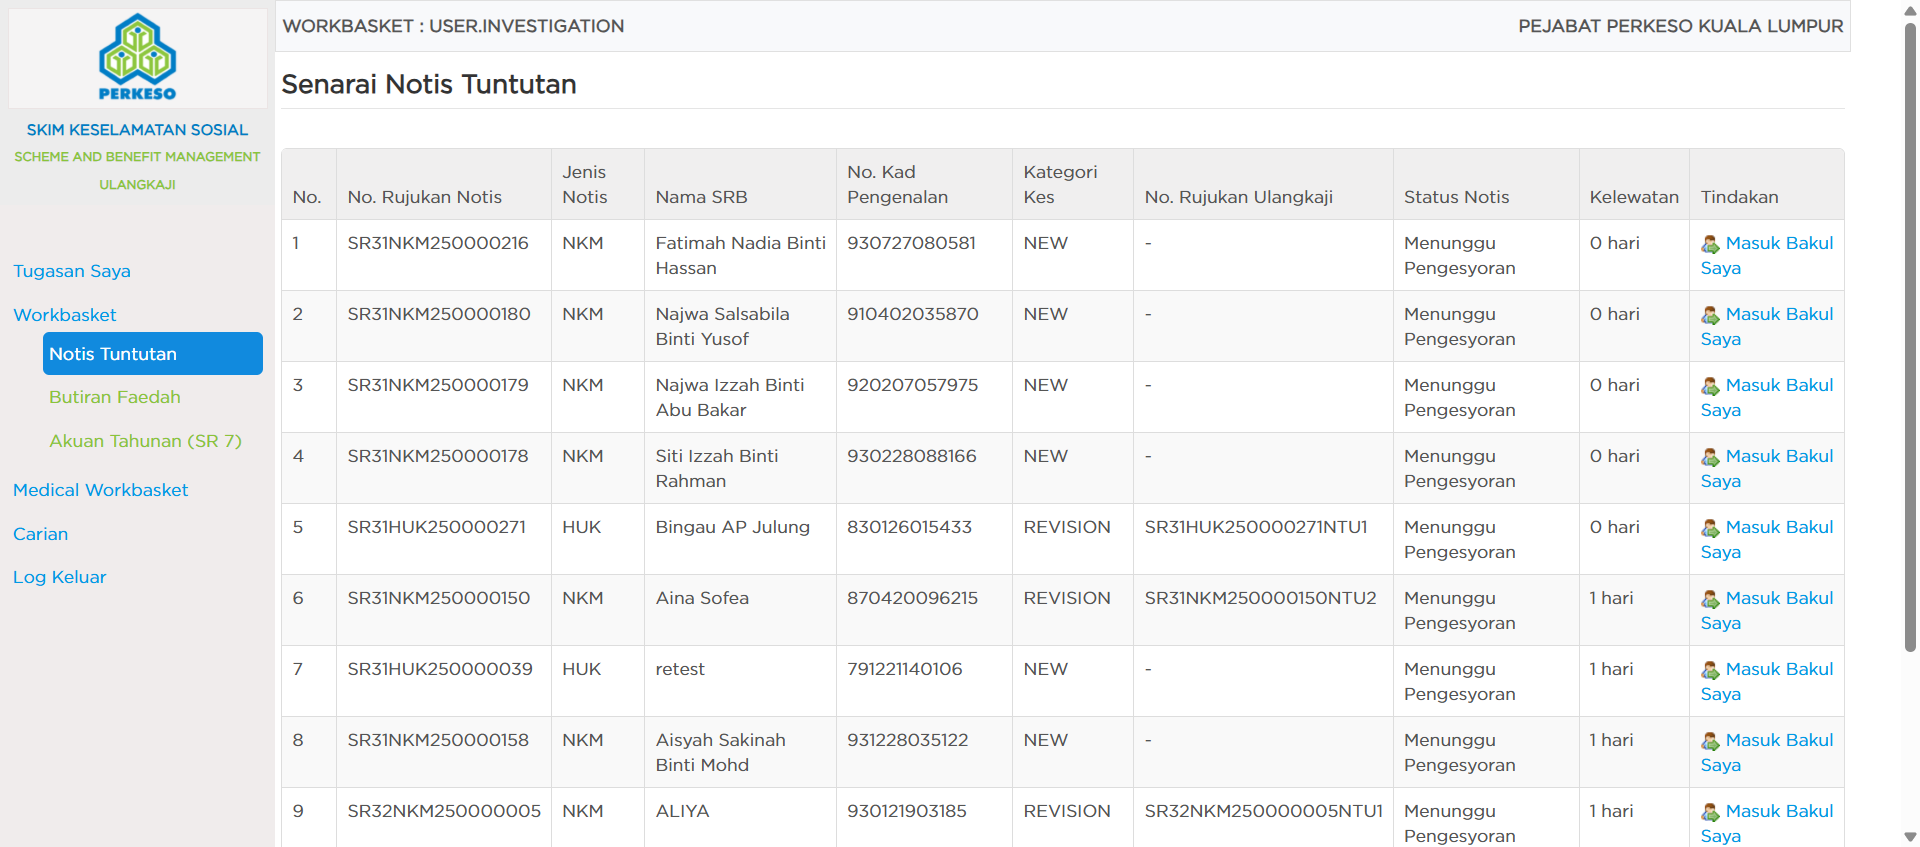 PERKESO
SKIM KESELAMATAN SOSIAL
SCHEME AND BENEFIT MANAGEMENT
ULANGKAJI
Tugasan Saya
Workbasket
Notis Tuntutan
Butiran Faedah
Akuan Tahunan (SR 7)
Medical Workbasket
Carian
Log Keluar
WORKBASKET : USER.INVESTIGATION PEJABAT PERKESO KUALA LUMPUR
Senarai Notis Tuntutan
No. No. Rujukan Notis Jenis Notis Nama SRB No. Kad Pengenalan Kategori Kes No. Rujukan Ulangkaji Status Notis Kelewatan Tindakan
1 SR31NKM250000216 NKM Fatimah Nadia Binti Hassan 930727080581 NEW - Menunggu Pengesyoran 0 hari Masuk Bakul Saya
2 SR31NKM250000180 NKM Najwa Salsabila Binti Yusof 910402035870 NEW - Menunggu Pengesyoran 0 hari Masuk Bakul Saya
3 SR31NKM250000179 NKM Najwa Izzah Binti Abu Bakar 920207057975 NEW - Menunggu Pengesyoran 0 hari Masuk Bakul Saya
4 SR31NKM250000178 NKM Siti Izzah Binti Rahman 930228088166 NEW - Menunggu Pengesyoran 0 hari Masuk Bakul Saya
5 SR31HUK250000271 HUK Bingau AP Julung 830126015433 REVISION SR31HUK250000271NTU1 Menunggu Pengesyoran 0 hari Masuk Bakul Saya
6 SR31NKM250000150 NKM Aina Sofea 870420096215 REVISION SR31NKM250000150NTU2 Menunggu Pengesyoran 1 hari Masuk Bakul Saya
7 SR31HUK250000039 HUK retest 791221140106 NEW - Menunggu Pengesyoran 1 hari Masuk Bakul Saya
8 SR31NKM250000158 NKM Aisyah Sakinah Binti Mohd 931228035122 NEW - Menunggu Pengesyoran 1 hari Masuk Bakul Saya
9 SR32NKM250000005 NKM ALIYA 930121903185 REVISION SR32NKM250000005NTU1 Menunggu Pengesyoran 1 hari Masuk Bakul Saya